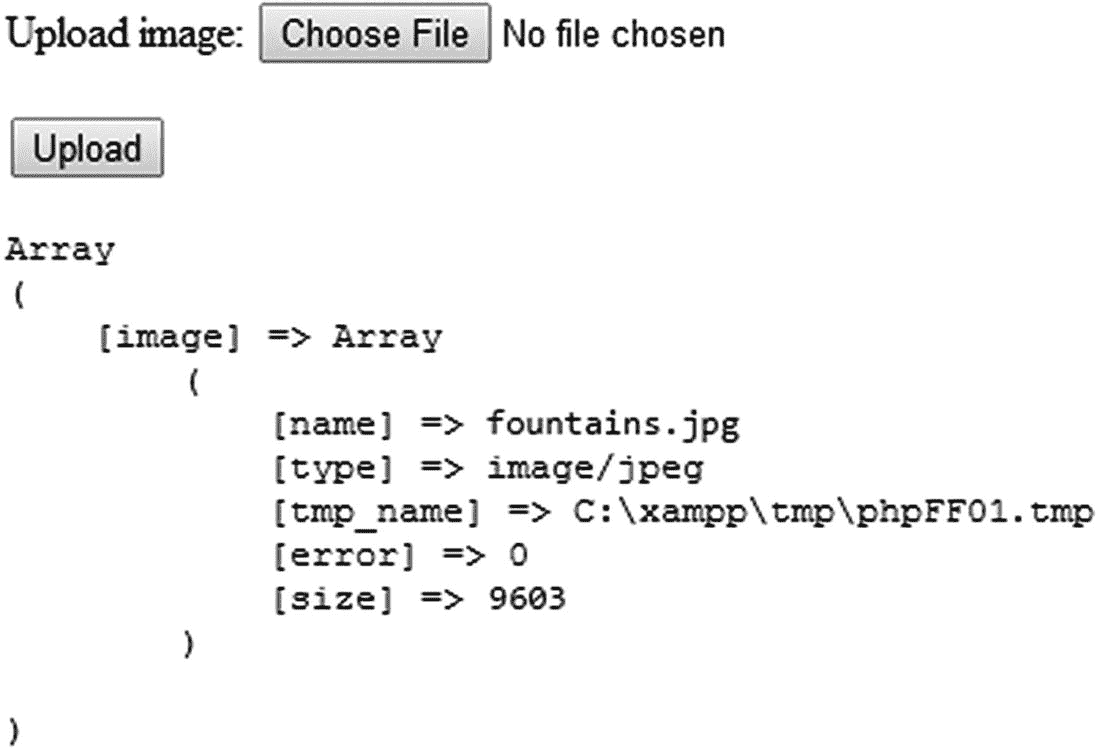 Upload image: Choose File No file chosen
Upload
Array
(
[image] => Array
(
[name] => fountains.jpg
[type] => image/jpeg
[tmp_name] => C:\xampp\tmp\phpFF01.tmp
[error] => 0
[size] => 9603
)
)